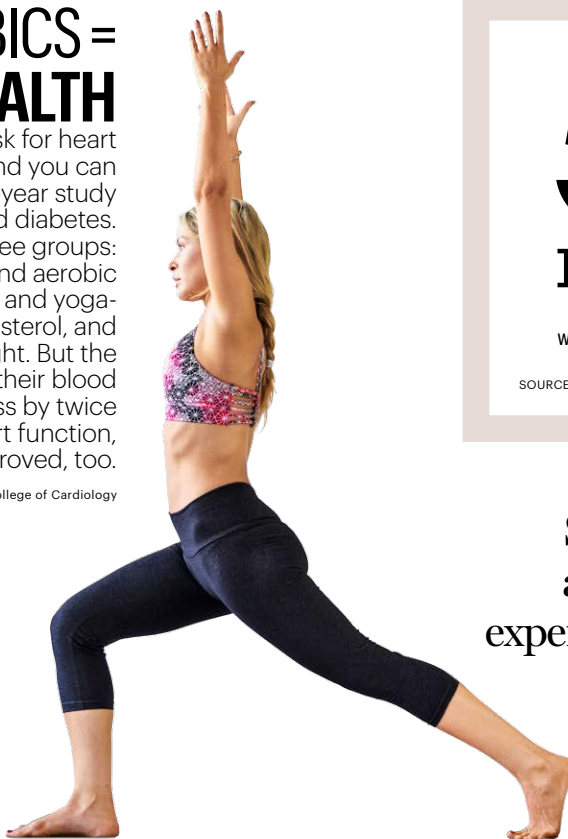 BICS =
ALTH
sk for heart
nd you can
year study
d diabetes.
ee groups:
nd aerobic
and yoga-
sterol, and
ght. But the
their blood
ss by twice
rt function,
roved, too.
ollege of Cardiology
W
SOURCE
S
a
exper